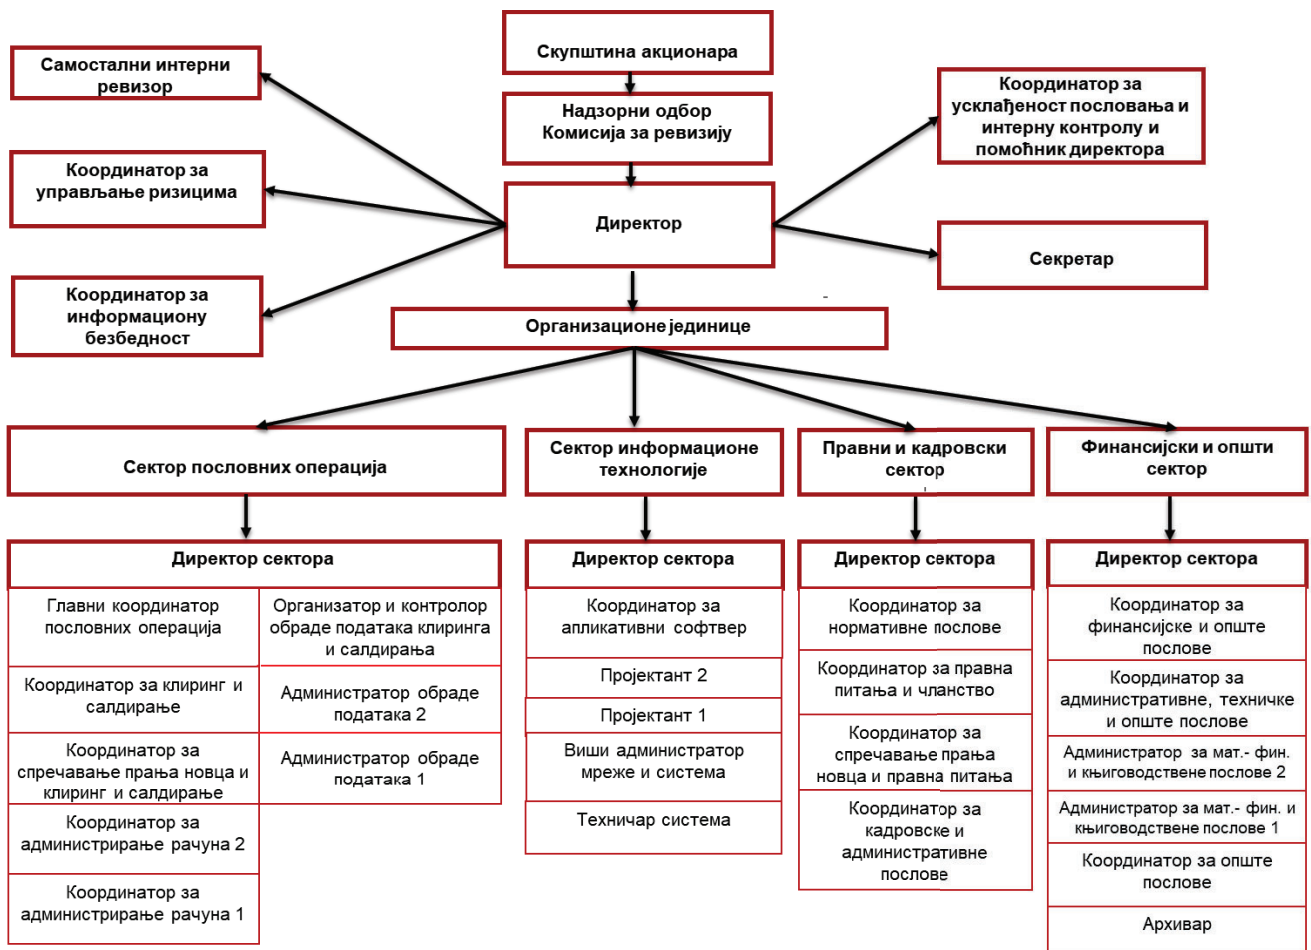 Скупштина акционара
Самостални интерни
ревизор
Надзорни одбор
Комисија за ревизију
Координатор за
усклађеност пословања и
интерну контролу и
помоћник директора
Координатор за
управљање ризицима
Директор
Секретар
Координатор за
информациону
безбедност
Организационе јединице
Сектор пословних операција
Сектор информационе
технологије
Правни и кадровски
сектор
Финансијски и општи
сектор
Директор сектора
Главни координатор
пословних операција
Координатор за клиринг и
салдирање
Координатор за
спречавање прања новца и
клиринг и салдирање
Координатор за
администрирање рачуна 2
Координатор за
администрирање рачуна 1
Организатор и контролор
обраде података клиринга
и салдирања
Администратор обраде
података 2
Администратор обраде
података 1
Директор сектора
Координатор за
апликативни софтвер
Пројектант 2
Пројектант 1
Виши администратор
мреже и система
Техничар система
Директор сектора
Координатор за
нормативне послове
Координатор за правна
питања и чланство
Координатор за
спречавање прања
новца и правна питања
Координатор за
кадровске и
административне
послове
Директор сектора
Координатор за
финансијске и опште
послове
Координатор за
административне, техничке
и опште послове
Администратор за мат.- фин.
и књиговодствене послове 2
Администратор за мат.- фин. и
књиговодствене послове 1
Координатор за опште
послове
Архивар